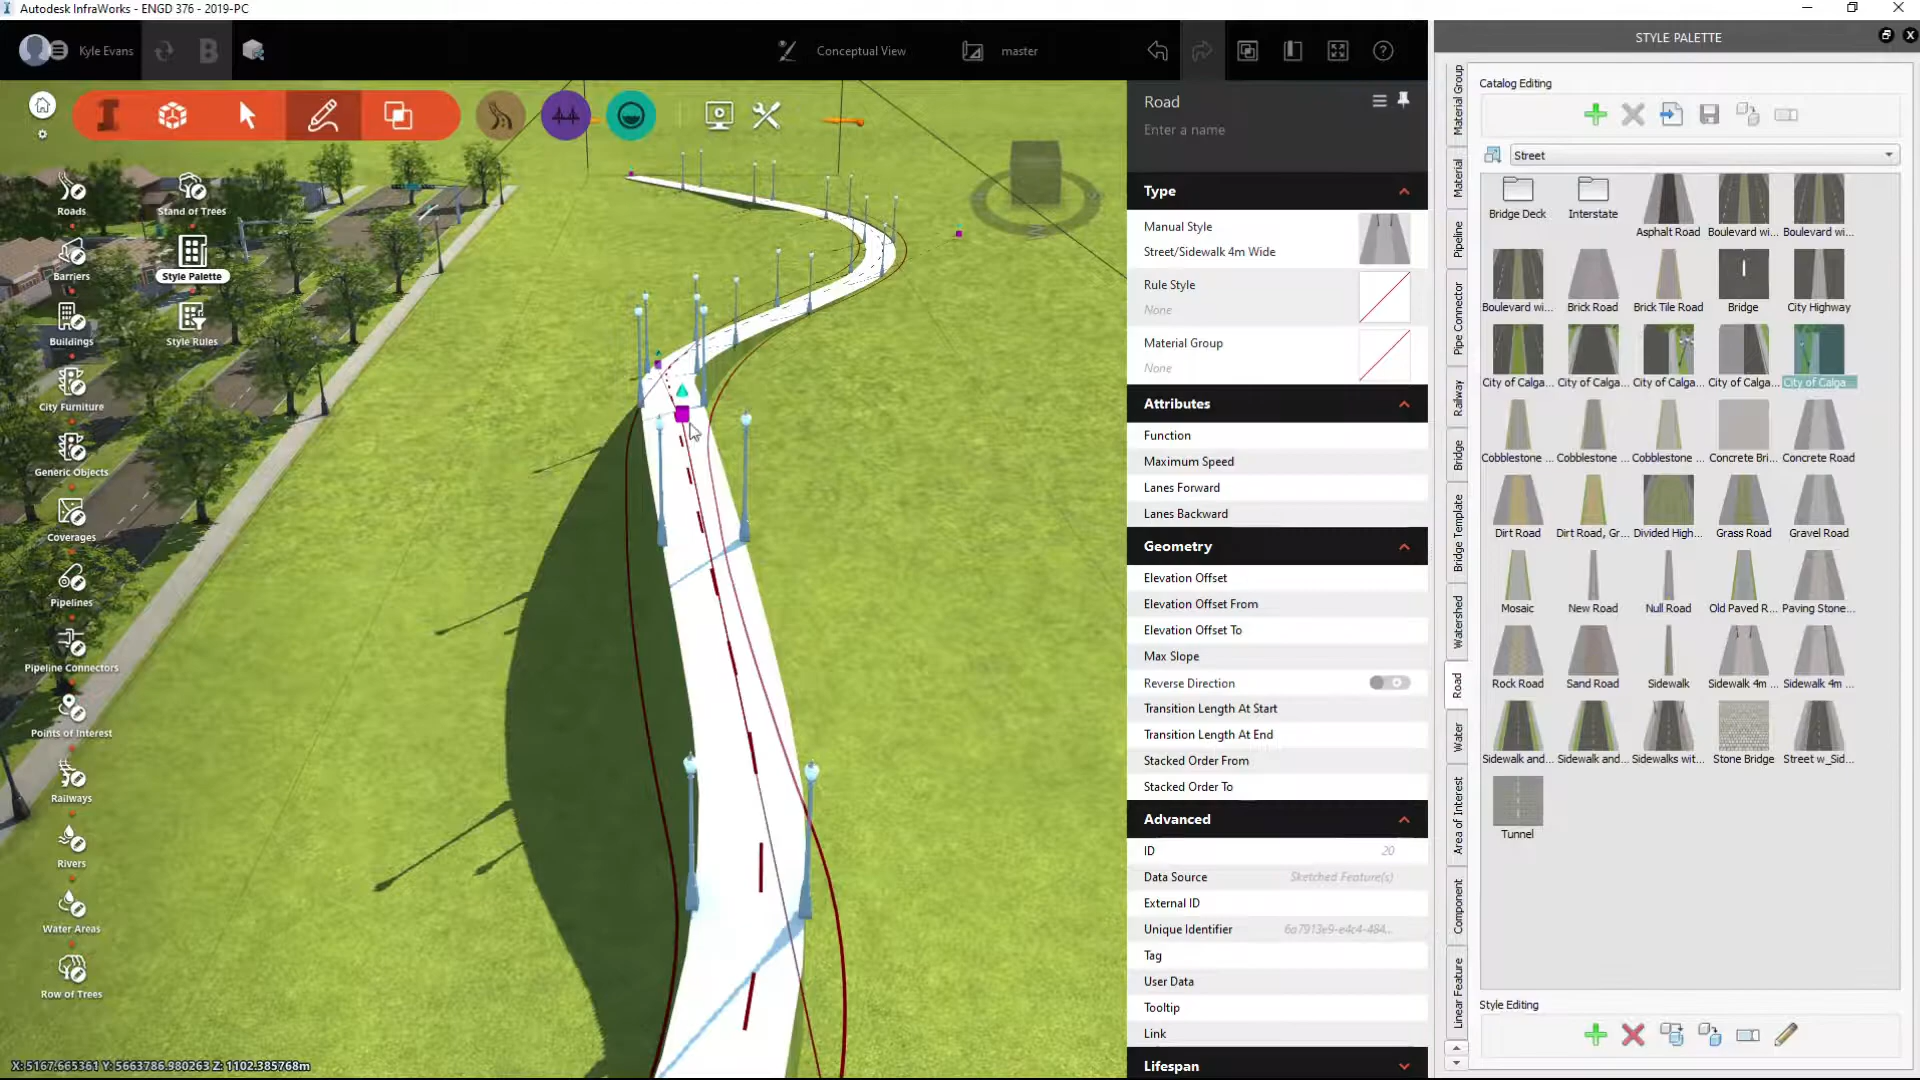 Autodesk InfraWorks - ENGD 376 - 2019-PC
Kyle Evans
Conceptual View
master
Roads
Stand of Trees
Barriers
Style Palette
Buildings
Style Rules
City Furniture
Generic Objects
Coverages
Pipelines
Pipeline Connectors
Points of Interest
Railways
Rivers
Water Areas
Row of Trees
X: 5167.665361 Y: 5663786.980263 Z: 1102.385768m
Road
Enter a name
Type
Manual Style
Street/Sidewalk 4m Wide
Rule Style
None
Material Group
None
Attributes
Function
Maximum Speed
Lanes Forward
Lanes Backward
Geometry
Elevation Offset
Elevation Offset From
Elevation Offset To
Max Slope
Reverse Direction
Transition Length At Start
Transition Length At End
Stacked Order From
Stacked Order To
Advanced
ID 20
Data Source Sketched Feature(s)
External ID
Unique Identifier 6a7913e9-e4c4-484...
Tag
User Data
Tooltip
Link
Lifespan
STYLE PALETTE
Material Group
Material
Pipeline
Pipe Connector
Railway
Bridge
Bridge Template
Watershed
Road
Water
Area of Interest
Component
Linear Feature
Catalog Editing
Street
Bridge Deck Interstate Asphalt Road Boulevard wi... Boulevard wi...
Boulevard wi... Brick Road Brick Tile Road Bridge City Highway
City of Calga... City of Calga... City of Calga... City of Calga... City of Calga...
Cobblestone ... Cobblestone ... Cobblestone ... Concrete Bri... Concrete Road
Dirt Road Dirt Road, Gr... Divided High... Grass Road Gravel Road
Mosaic New Road Null Road Old Paved R... Paving Stone...
Rock Road Sand Road Sidewalk Sidewalk 4m ... Sidewalk 4m ...
Sidewalk and... Sidewalk and... Sidewalks wit... Stone Bridge Street w_Sid...
Tunnel
Style Editing